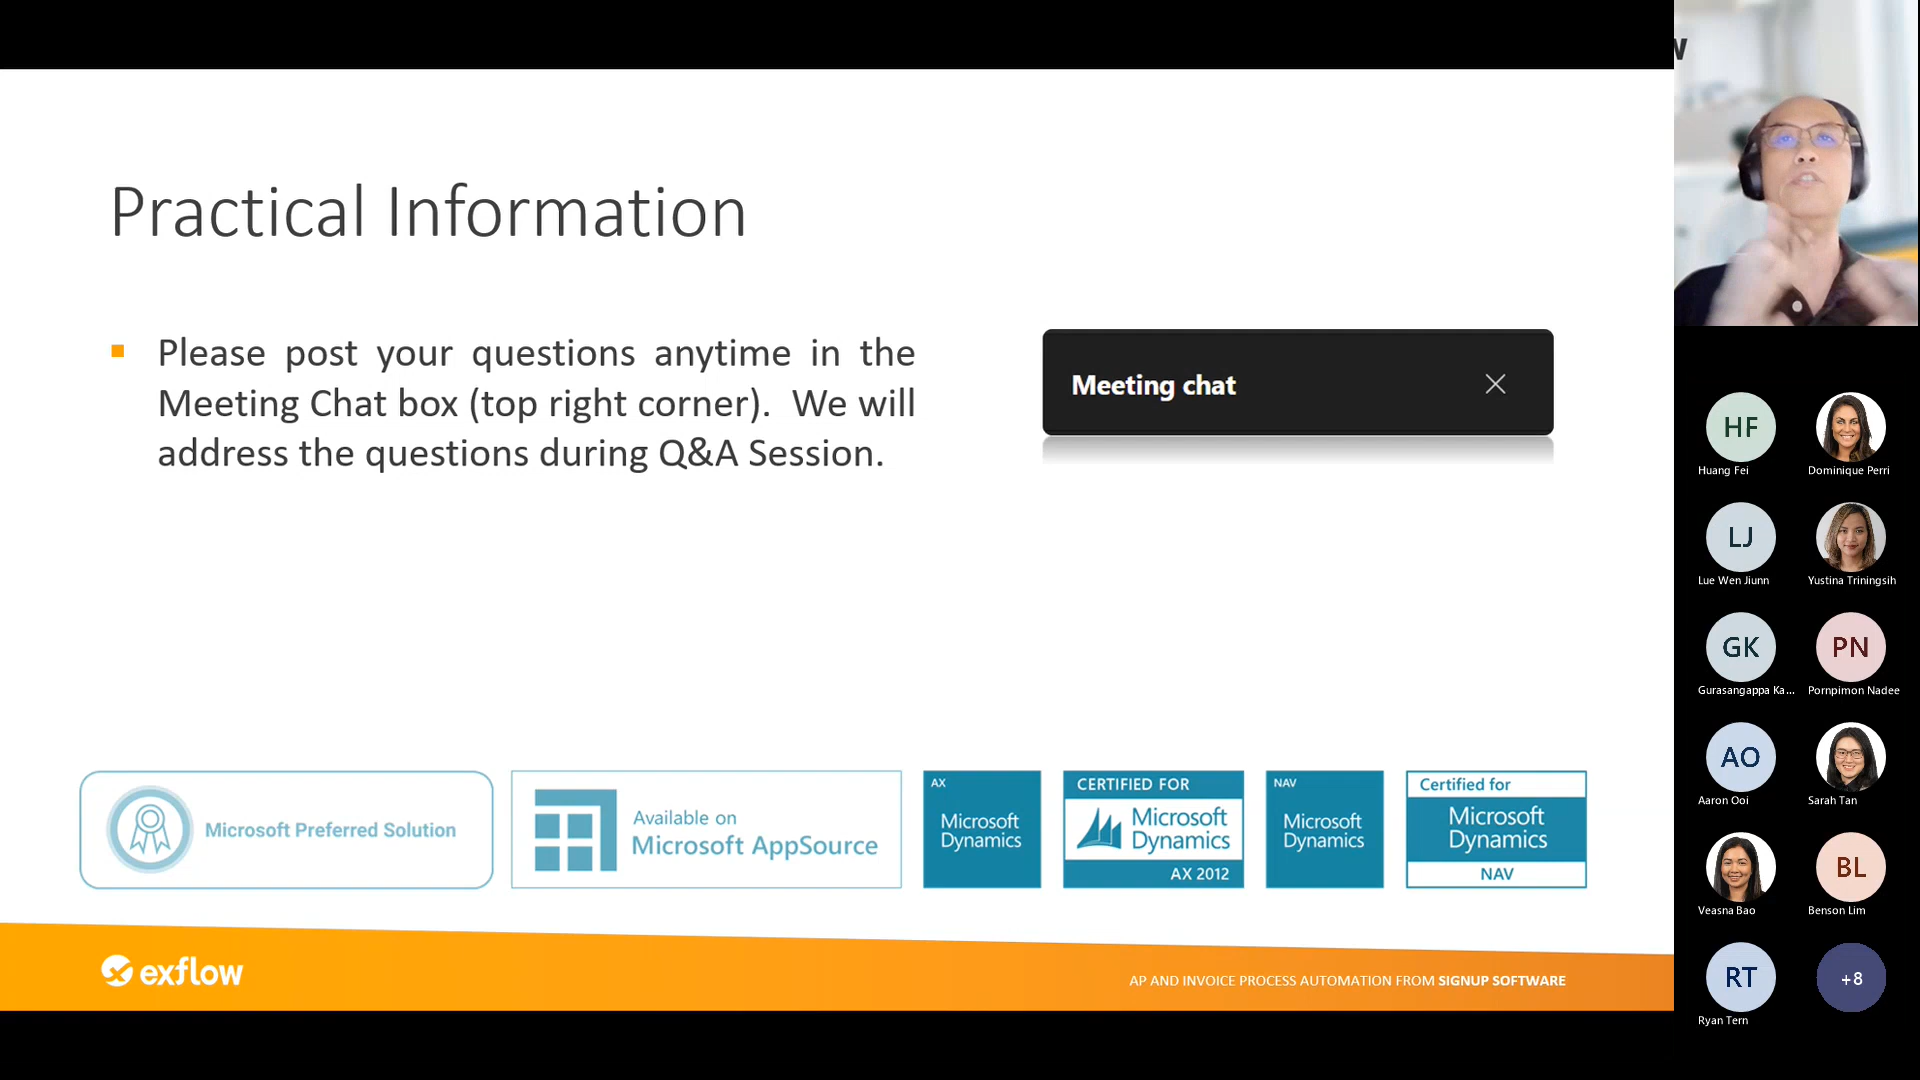 Practical Information
Please post your questions anytime in the
Meeting Chat box (top right corner).  We will
address the questions during Q&A Session.
Meeting chat
Microsoft Preferred Solution
Available on
Microsoft AppSource
AX
Microsoft
Dynamics
CERTIFIED FOR
Microsoft
Dynamics
AX 2012
NAV
Microsoft
Dynamics
Certified for
Microsoft
Dynamics
NAV
exflow
AP AND INVOICE PROCESS AUTOMATION FROM SIGNUP SOFTWARE
HF
Huang Fei
Dominique Perri
LJ
Lue Wen Jiunn
Yustina Triningsih
GK
Gurasangappa Ka...
PN
Pornpimon Nadee
AO
Aaron Ooi
Sarah Tan
Veasna Bao
BL
Benson Lim
RT
Ryan Tern
+8